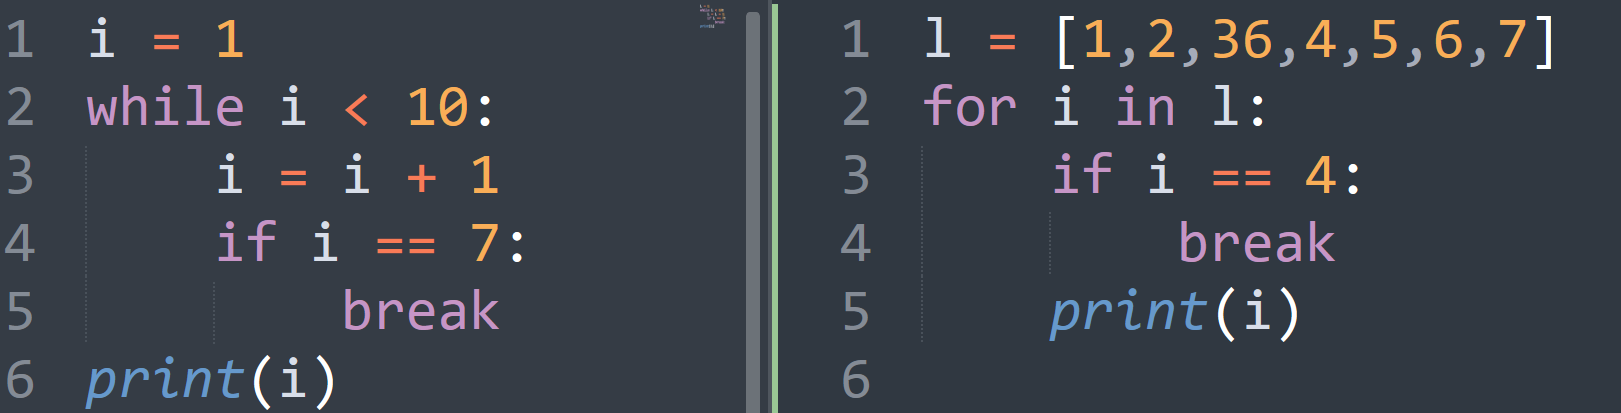 1 i = 1
2 while i < 10:
3     i = i + 1
4     if i == 7:
5         break
6 print(i)
1 l = [1,2,36,4,5,6,7]
2 for i in l:
3     if i == 4:
4         break
5     print(i)
6